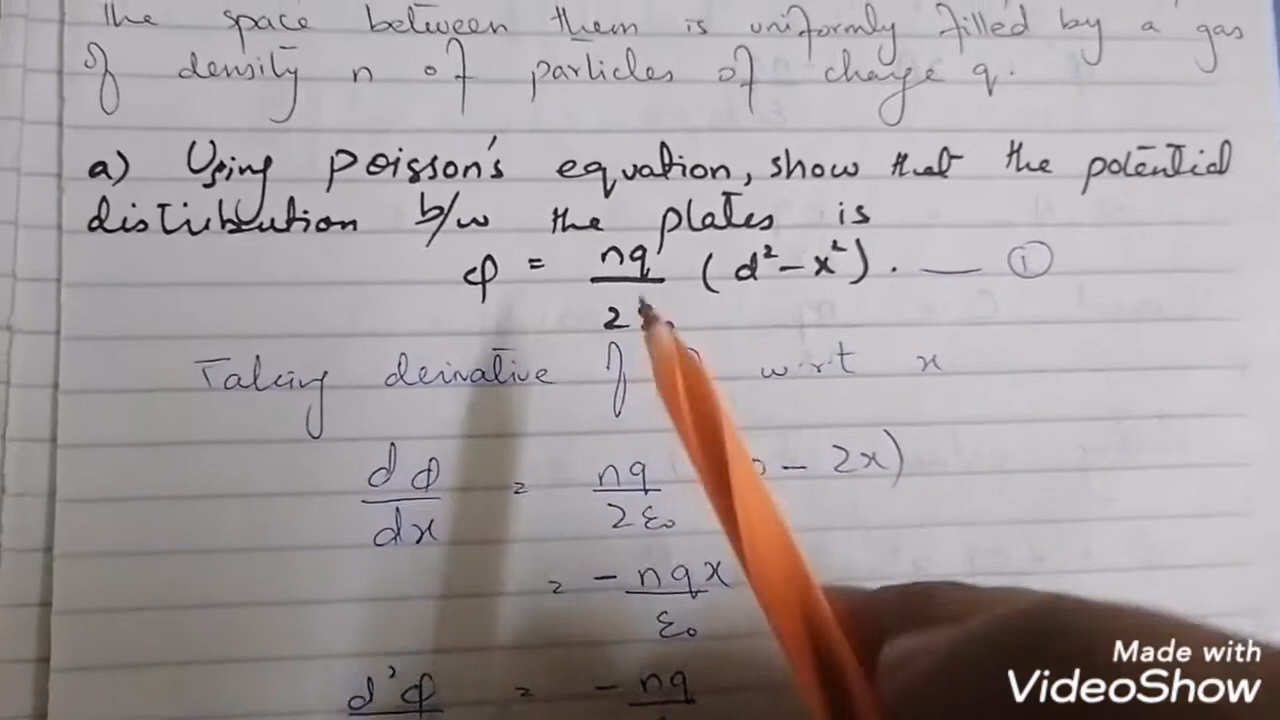 The space between them is uniformly filled by a gas
of density n of particles of charge q.
a) Using poisson's equation, show that the potential
distribution b/w the plates is
φ = nq/2 (d² - x²). — ①
Taking derivative of w.r.t x
dφ/dx = nq/2ε₀ - 2x)
= - nqx/ε₀
d²φ = - nq
Made with
VideoShow